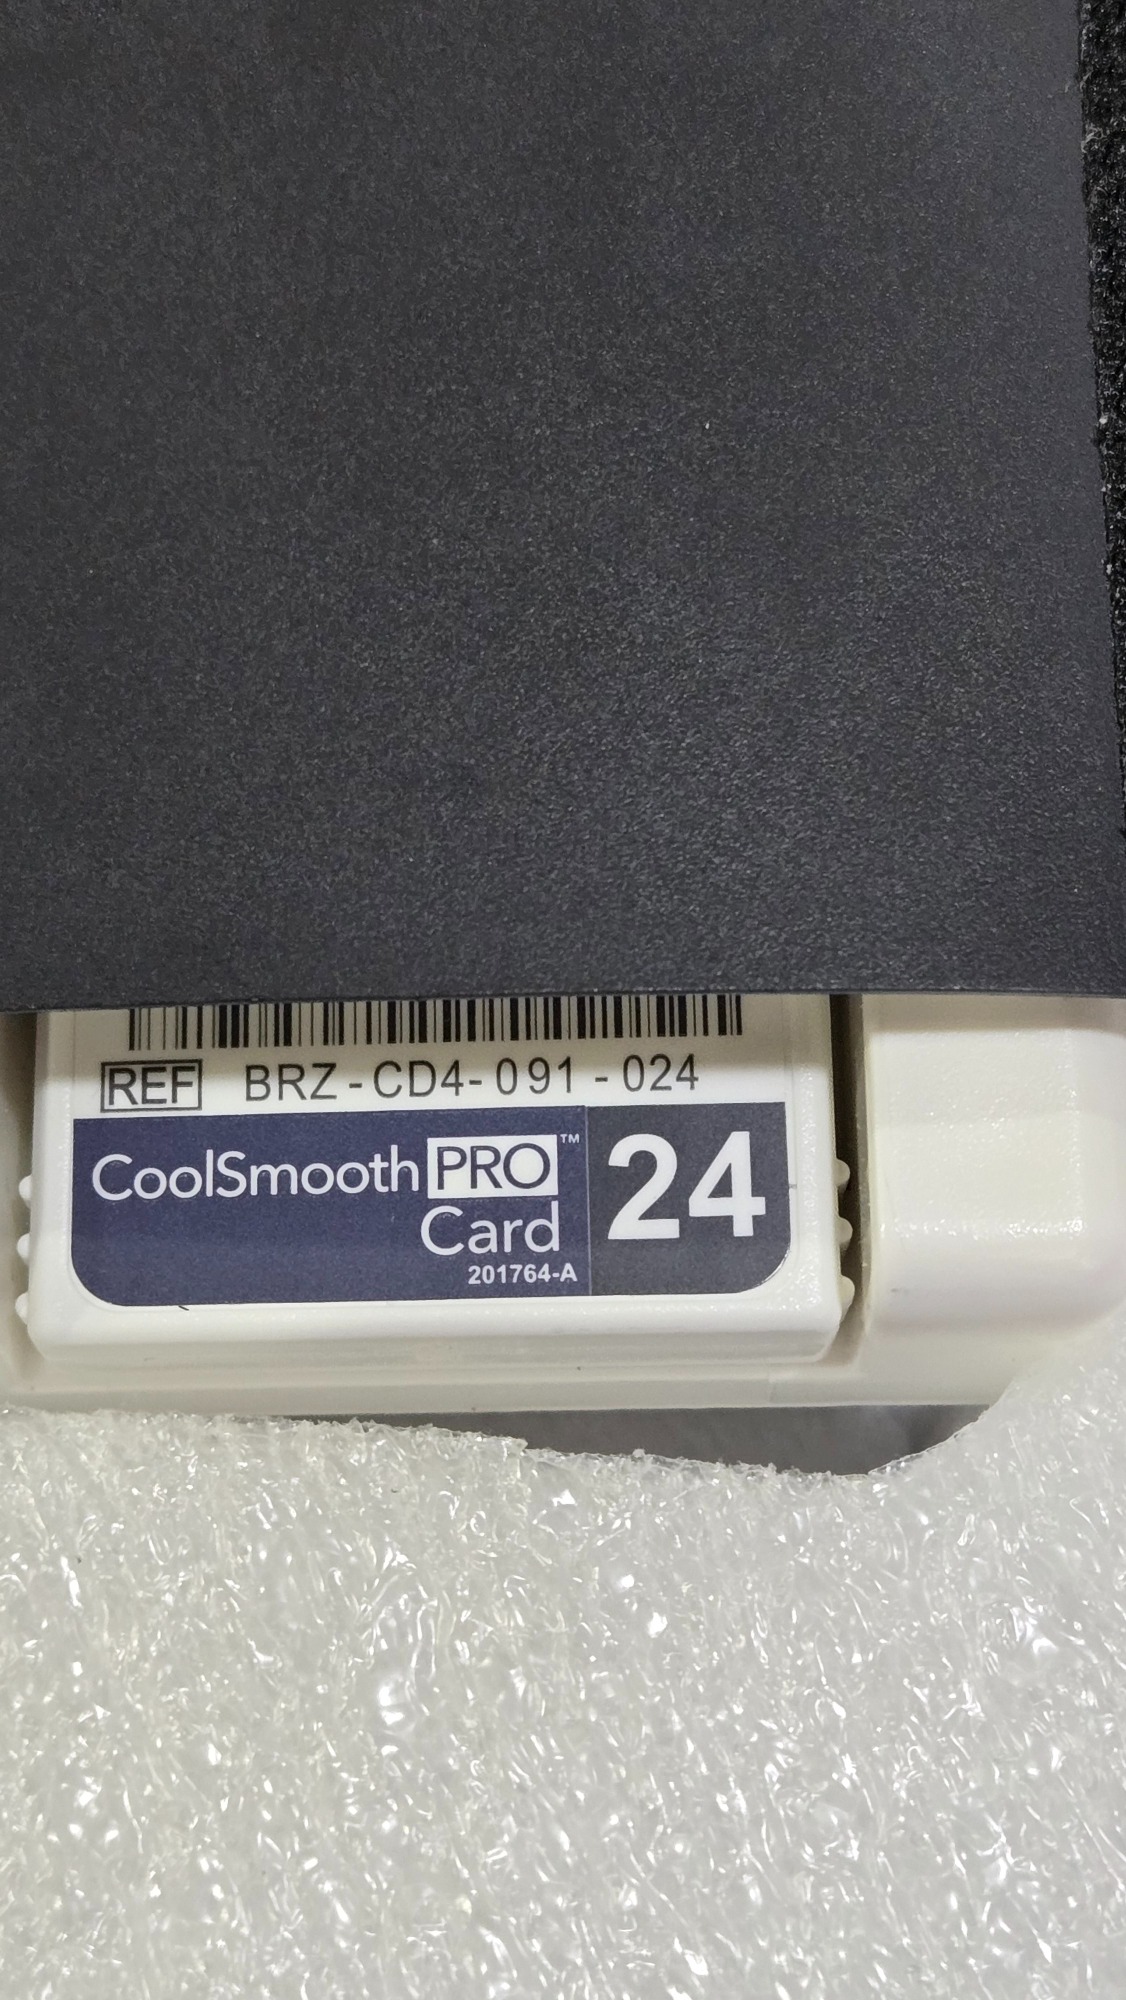 REF BRZ-CD4-091-024
CoolSmooth PRO™ 24
Card
201764-A